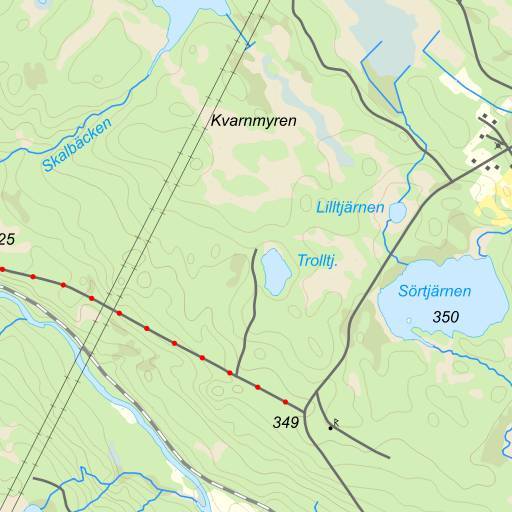 Kvarnmyren
Skalbäcken
Lilltjärnen
25
Trolltj.
Sörtjärnen
350
349